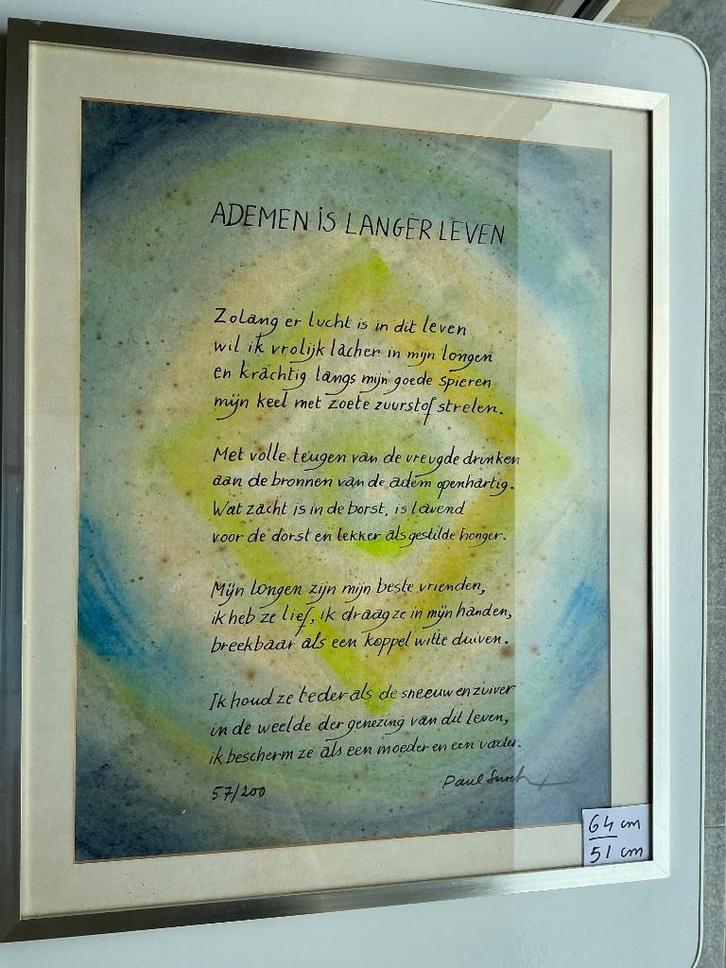 ADEMEN iS LANGER LEVEN
Zolang er lucht is in dit leven
wil ik vrolijk lacher in mijn longen
en krachtig langs mijn goede spieren
mijn keel met zoete zuurstof strelen.
Met volle teugen van de vreugde drinken
aan de bronnen van de adem openhartig.
Wat zacht is in de borst, is lavend
voor de dorst en lekker als gestilde honger.
Mijn longen zijn mijn beste vrienden,
ik heb ze lief, ik draag ze in mijn handen,
breekbaar als een koppel witte duiven.
Ik houd ze teder als de sneeuw en zuiver
in de weelde der genezing van dit leven,
ik bescherm ze als een moeder en een vader.
57/200
Paul
64 cm
51 cm